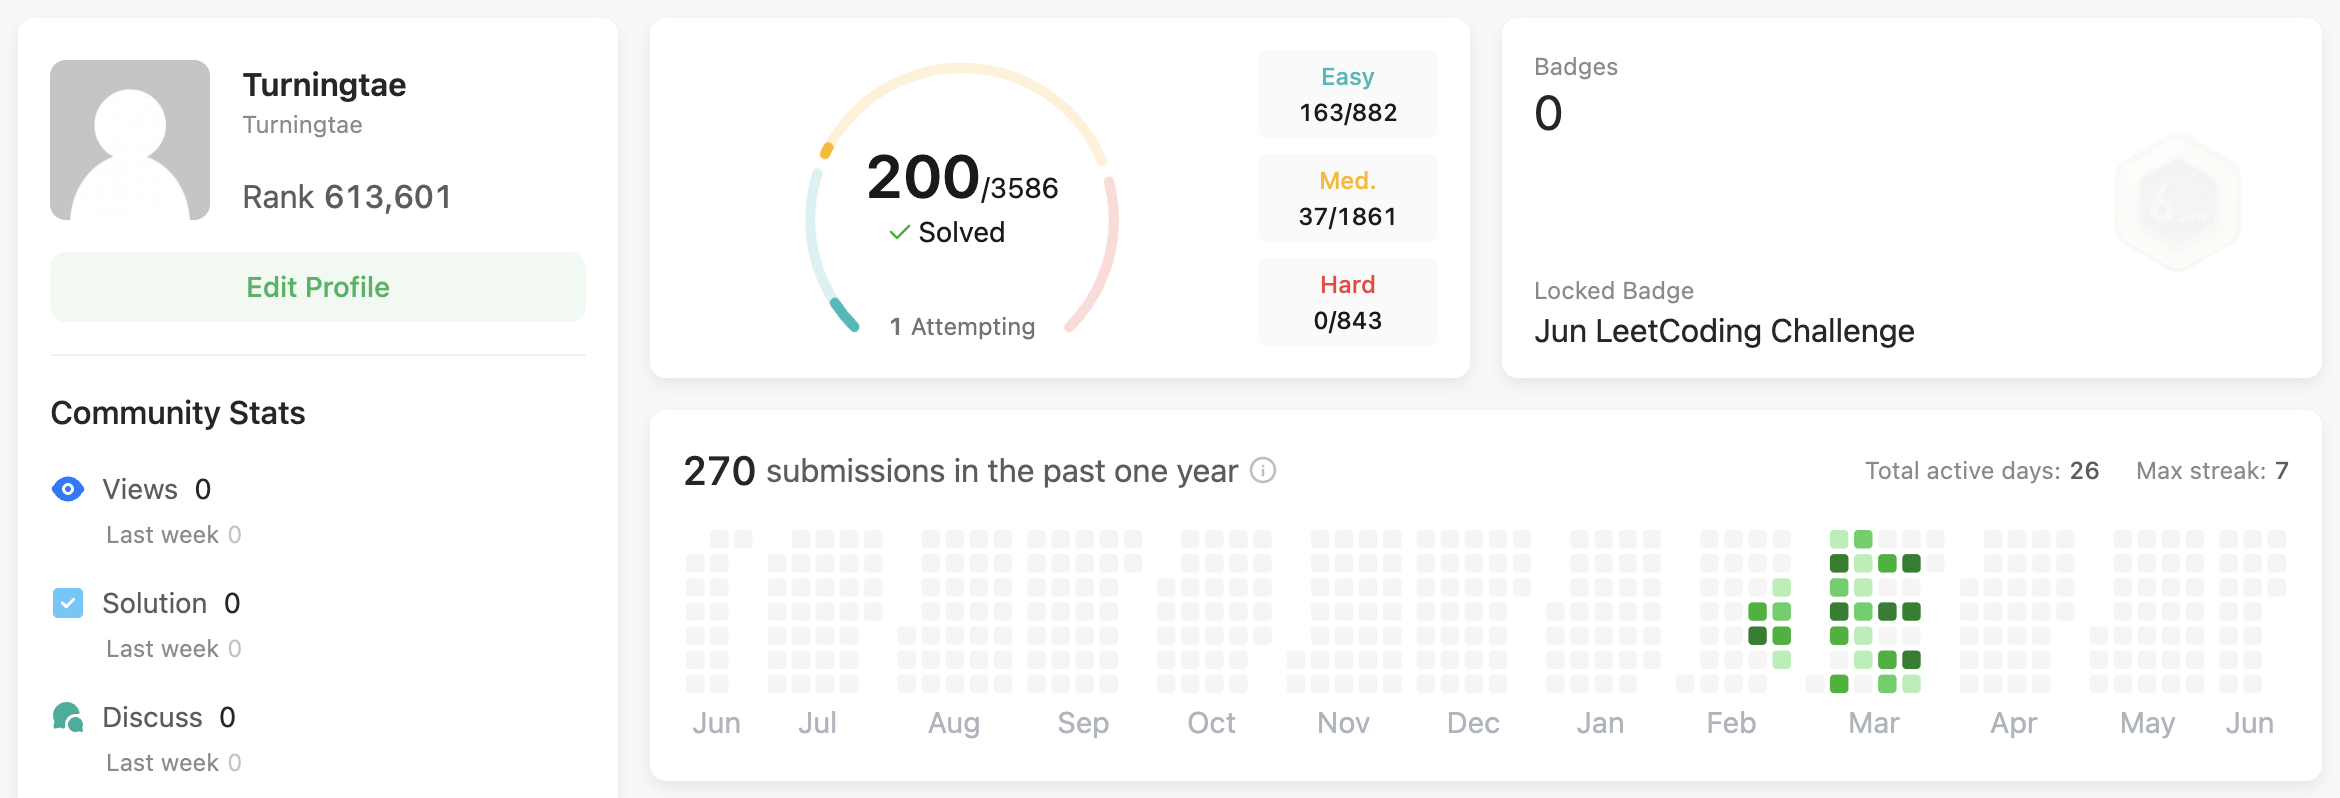 Turningtae
Turningtae
Rank 613,601
Edit Profile
Community Stats
Views 0
Last week 0
Solution 0
Last week 0
Discuss 0
Last week 0
200/3586
Solved
1 Attempting
Easy
163/882
Med.
37/1861
Hard
0/843
Badges
0
6 JUN
Locked Badge
Jun LeetCoding Challenge
270 submissions in the past one year
Total active days: 26 Max streak: 7
Jun Jul Aug Sep Oct Nov Dec Jan Feb Mar Apr May Jun